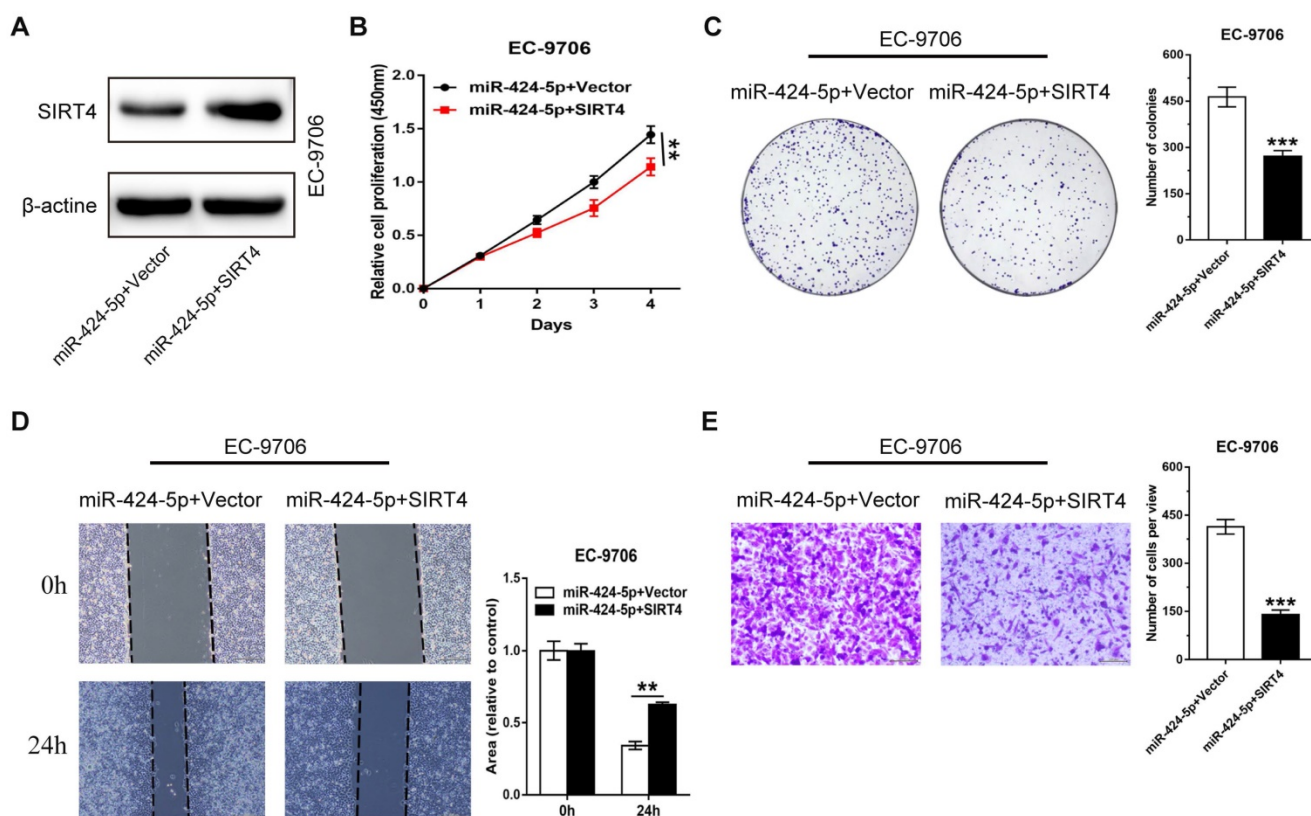 A
SIRT4
β-actine
EC-9706
miR-424-5p+Vector
miR-424-5p+SIRT4
B
EC-9706
Relative cell proliferation (450nm)
2.0
1.5
1.0
0.5
0.0
miR-424-5p+Vector
miR-424-5p+SIRT4
**
0 1 2 3 4
Days
C
EC-9706
miR-424-5p+Vector miR-424-5p+SIRT4
EC-9706
Number of colonies
600
450
300
150
0
***
miR-424-5p+Vector
miR-424-5p+SIRT4
D
EC-9706
miR-424-5p+Vector miR-424-5p+SIRT4
0h
24h
EC-9706
Area (relative to control)
1.5
1.0
0.5
0.0
miR-424-5p+Vector
miR-424-5p+SIRT4
**
0h 24h
E
EC-9706
miR-424-5p+Vector miR-424-5p+SIRT4
EC-9706
Number of cells per view
600
450
300
150
0
***
miR-424-5p+Vector
miR-424-5p+SIRT4